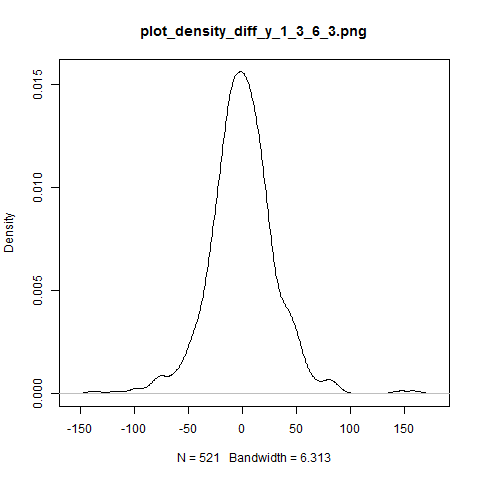 plot_density_diff_y_1_3_6_3.png
Density
0.015
0.010
0.005
0.000
-150 -100 -50 0 50 100 150
N = 521 Bandwidth = 6.313